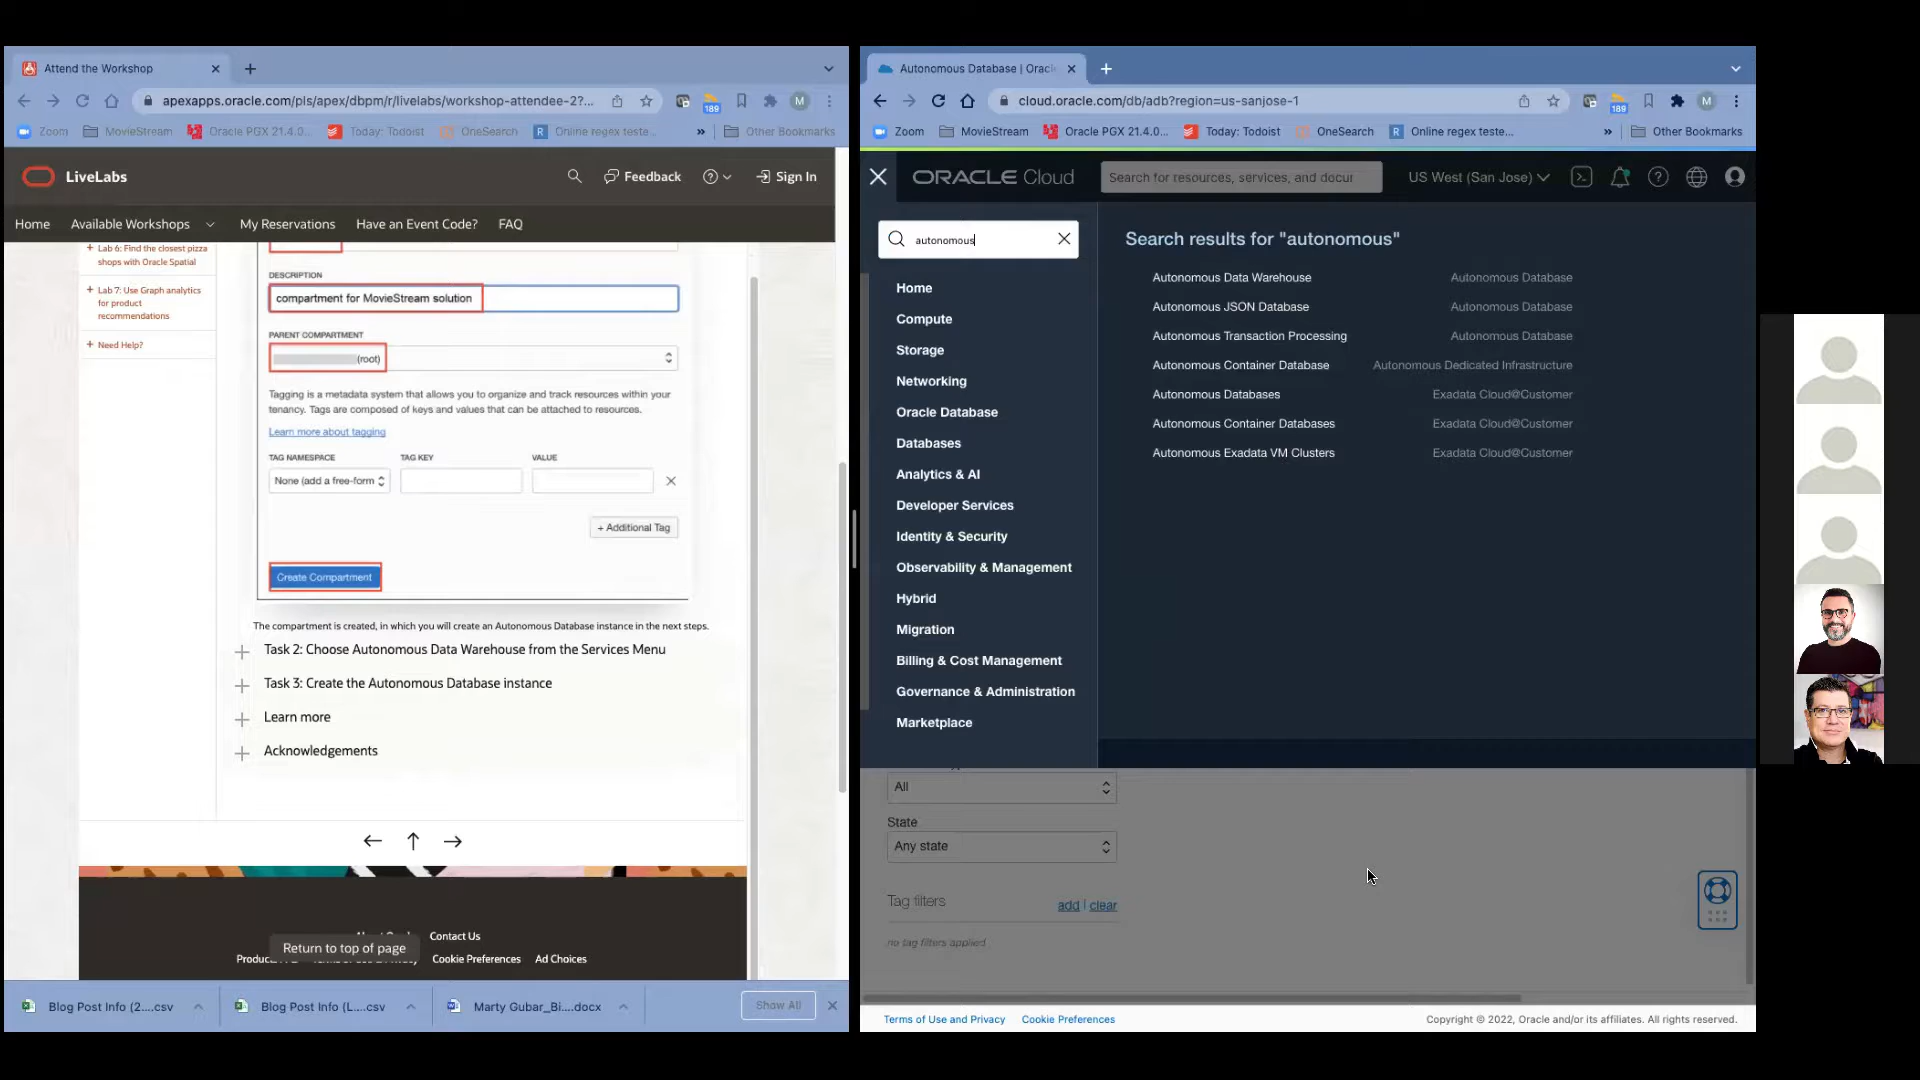 Attend the Workshop
apexapps.oracle.com/pls/apex/dbpm/r/livelabs/workshop-attendee-2?...
189
M
Zoom
MovieStream
Oracle PGX 21.4.0...
Today: Todoist
OneSearch
Online regex teste...
»
Other Bookmarks
LiveLabs
Feedback
Sign In
Home
Available Workshops
My Reservations
Have an Event Code?
FAQ
+ Lab 6: Find the closest pizza
shops with Oracle Spatial
+ Lab 7: Use Graph analytics
for product
recommendations
+ Need Help?
DESCRIPTION
compartment for MovieStream solution
PARENT COMPARTMENT
(root)
Tagging is a metadata system that allows you to organize and track resources within your
tenancy. Tags are composed of keys and values that can be attached to resources.
Learn more about tagging
TAG NAMESPACE
TAG KEY
VALUE
None (add a free-form
+ Additional Tag
Create Compartment
The compartment is created, in which you will create an Autonomous Database instance in the next steps.
Task 2: Choose Autonomous Data Warehouse from the Services Menu
Task 3: Create the Autonomous Database instance
Learn more
Acknowledgements
Contact Us
Return to top of page
Cookie Preferences
Ad Choices
Blog Post Info (2....csv
Blog Post Info (L....csv
Marty Gubar_Bi....docx
Show All
Autonomous Database | Oracl
cloud.oracle.com/db/adb?region=us-sanjose-1
189
M
Zoom
MovieStream
Oracle PGX 21.4.0...
Today: Todoist
OneSearch
R Online regex teste...
»
Other Bookmarks
ORACLE Cloud
Search for resources, services, and docur
US West (San Jose)
autonomous
Home
Compute
Storage
Networking
Oracle Database
Databases
Analytics & AI
Developer Services
Identity & Security
Observability & Management
Hybrid
Migration
Billing & Cost Management
Governance & Administration
Marketplace
Search results for "autonomous"
Autonomous Data Warehouse Autonomous Database
Autonomous JSON Database Autonomous Database
Autonomous Transaction Processing Autonomous Database
Autonomous Container Database Autonomous Dedicated Infrastructure
Autonomous Databases Exadata Cloud@Customer
Autonomous Container Databases Exadata Cloud@Customer
Autonomous Exadata VM Clusters Exadata Cloud@Customer
All
State
Any state
Tag filters
add | clear
no tag filters applied
Terms of Use and Privacy
Cookie Preferences
Copyright © 2022, Oracle and/or its affiliates. All rights reserved.